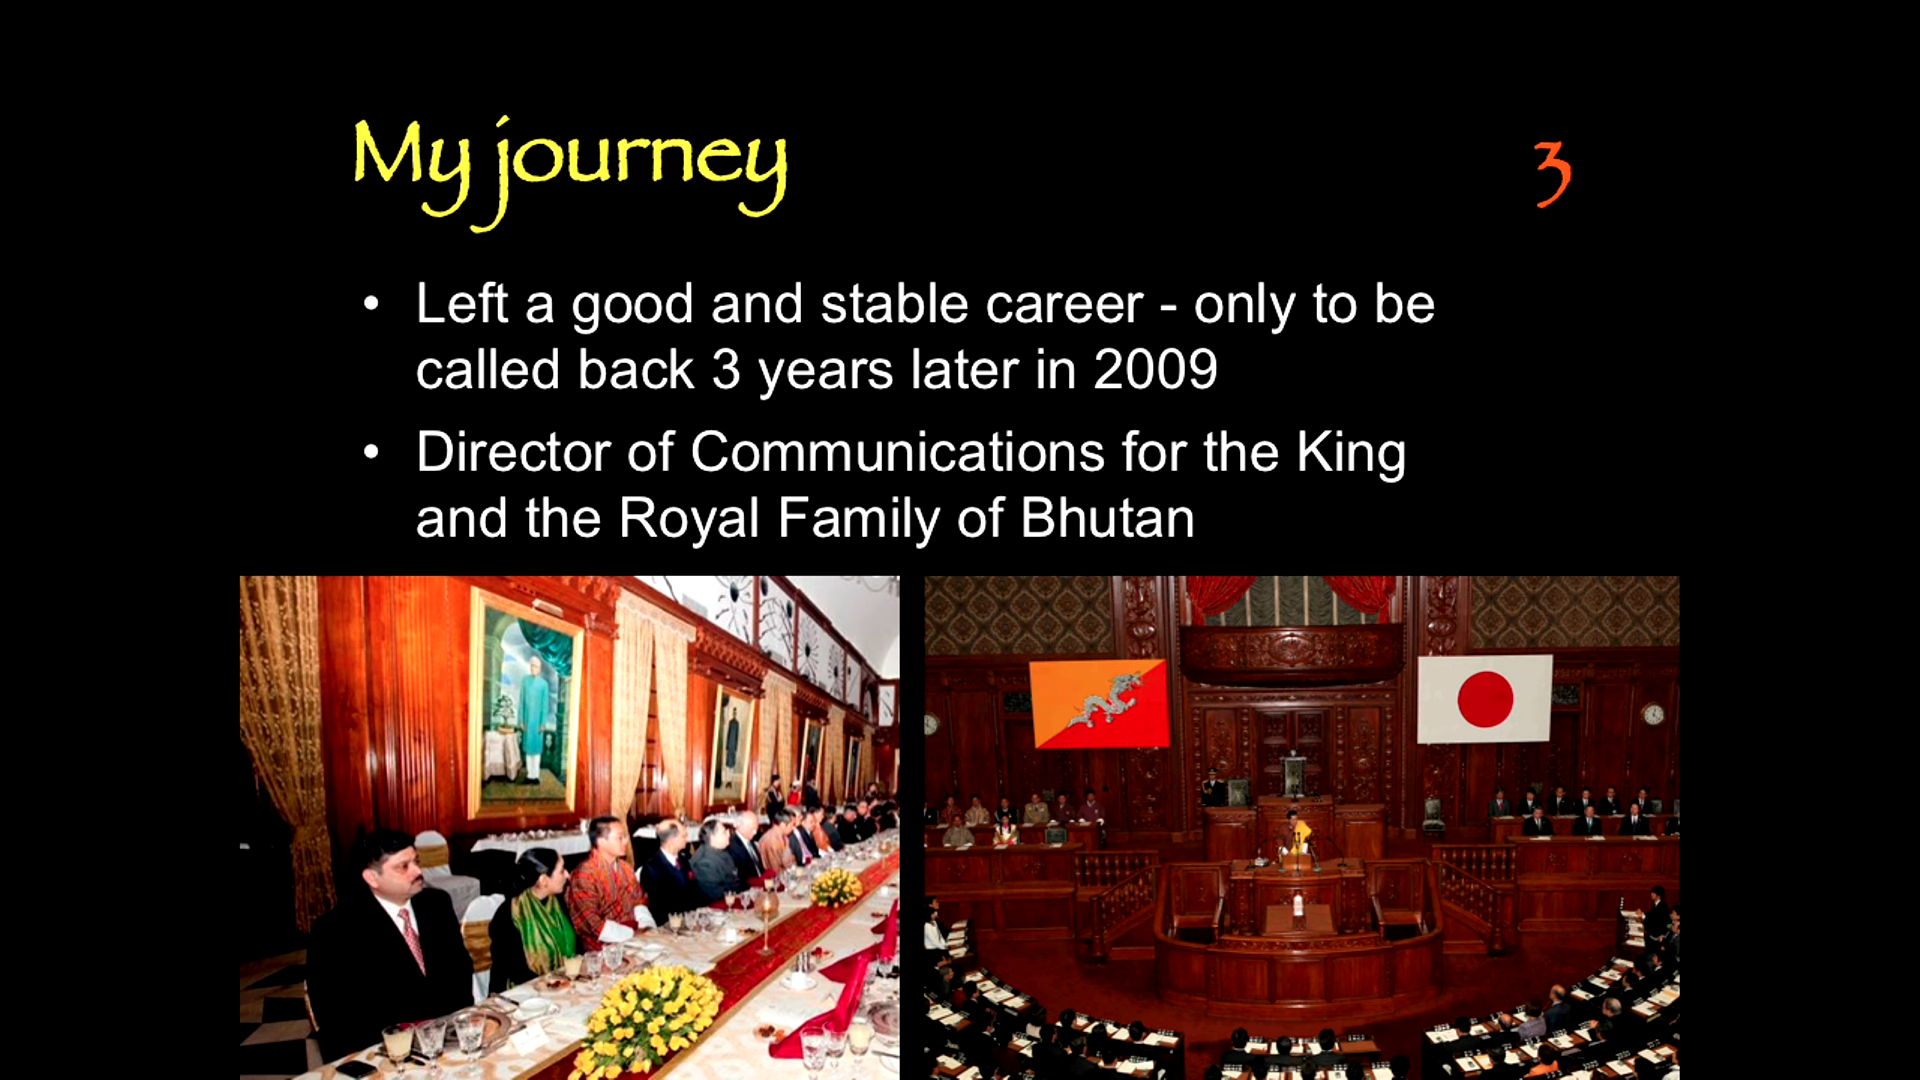 My journey
3
• Left a good and stable career - only to be
called back 3 years later in 2009
• Director of Communications for the King
and the Royal Family of Bhutan